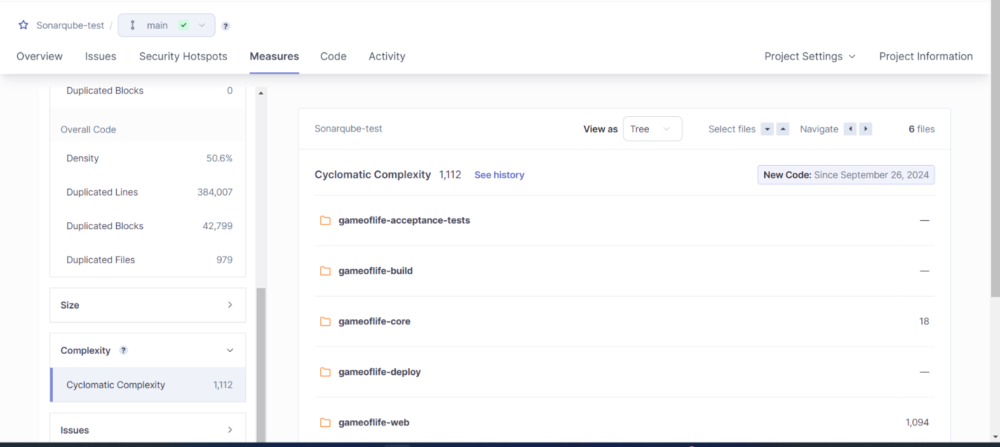 Sonarqube-test / main ?
Overview Issues Security Hotspots Measures Code Activity Project Settings Project Information
Duplicated Blocks 0
Overall Code
Density 50.6%
Duplicated Lines 384,007
Duplicated Blocks 42,799
Duplicated Files 979
Size
Complexity ?
Cyclomatic Complexity 1,112
Issues
Sonarqube-test View as Tree Select files Navigate 6 files
Cyclomatic Complexity 1,112 See history New Code: Since September 26, 2024
gameoflife-acceptance-tests —
gameoflife-build —
gameoflife-core 18
gameoflife-deploy —
gameoflife-web 1,094